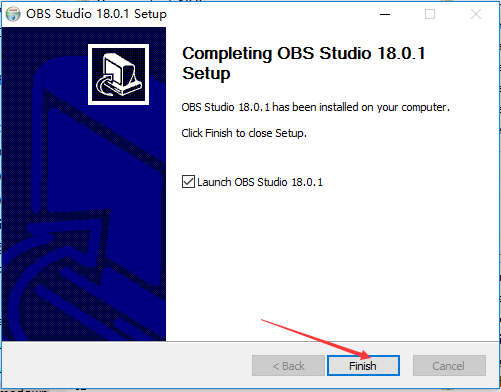 OBS Studio 18.0.1 Setup
Completing OBS Studio 18.0.1
Setup
OBS Studio 18.0.1 has been installed on your computer.
Click Finish to close Setup.
Launch OBS Studio 18.0.1
< Back
Finish
Cancel